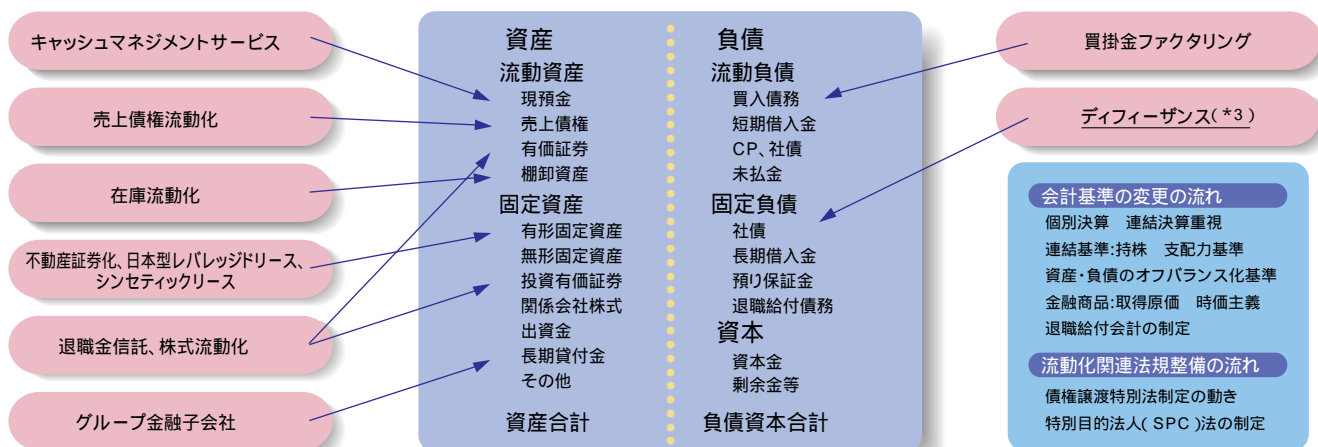 キャッシュマネジメントサービス
売上債権流動化
在庫流動化
不動産証券化、日本型レバレッジドリース、
シンセティックリース
退職金信託、株式流動化
グループ金融子会社
資産
流動資産
現預金
売上債権
有価証券
棚卸資産
固定資産
有形固定資産
無形固定資産
投資有価証券
関係会社株式
出資金
長期貸付金
その他
資産合計
負債
流動負債
買入債務
短期借入金
CP、社債
未払金
固定負債
社債
長期借入金
預り保証金
退職給付債務
資本
資本金
剰余金等
負債資本合計
買掛金ファクタリング
ディフィーザンス(*3)
会計基準の変更の流れ
個別決算 連結決算重視
連結基準:持株 支配力基準
資産・負債のオフバランス化基準
金融商品:取得原価 時価主義
退職給付会計の制定
流動化関連法規整備の流れ
債権譲渡特別法制定の動き
特別目的法人(SPC)法の制定